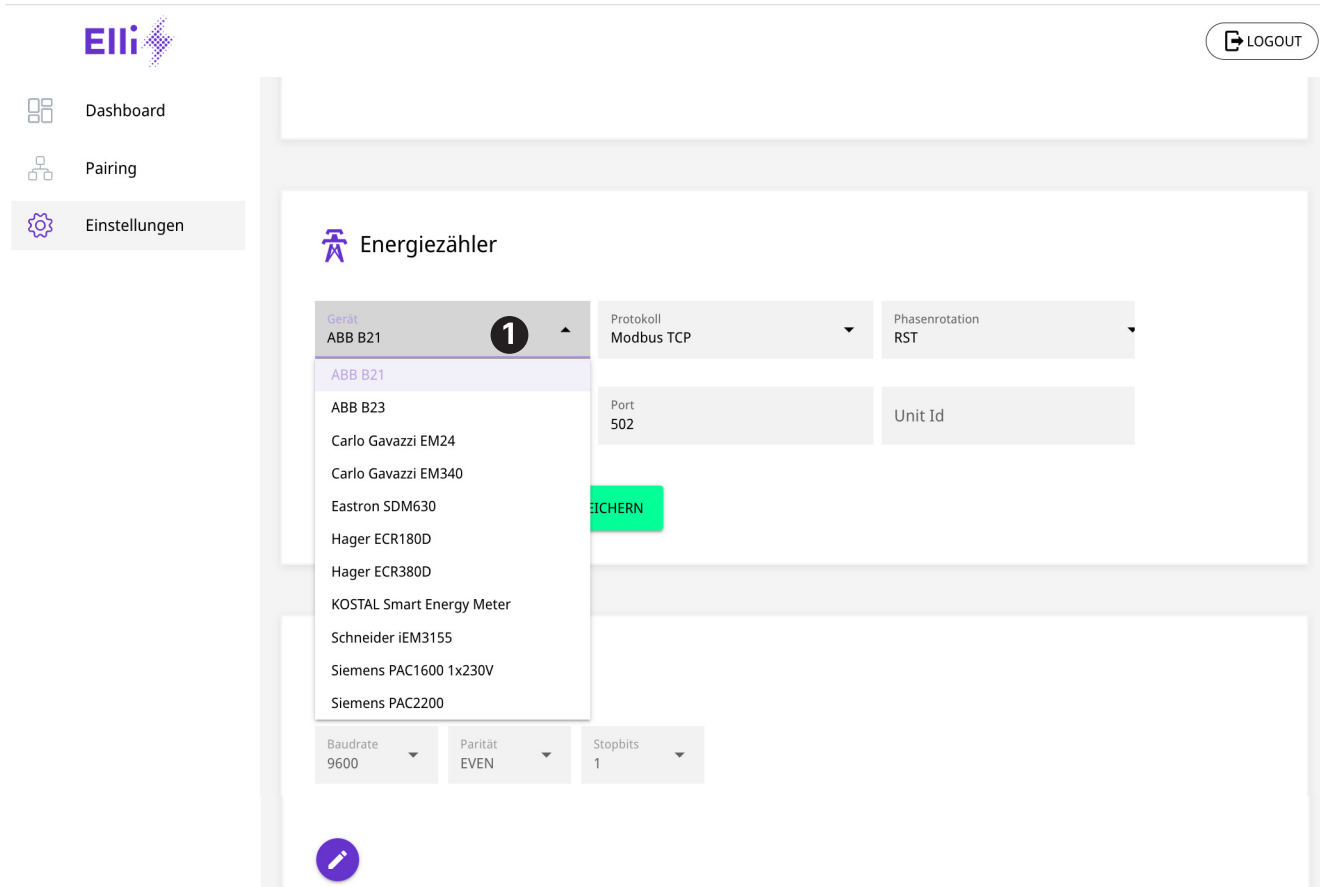 Elli
LOGOUT
Dashboard
Pairing
Einstellungen
Energiezähler
Gerät
ABB B21
1
Protokoll
Modbus TCP
Phasenrotation
RST
ABB B21
ABB B23
Carlo Gavazzi EM24
Carlo Gavazzi EM340
Eastron SDM630
Hager ECR180D
Hager ECR380D
KOSTAL Smart Energy Meter
Schneider iEM3155
Siemens PAC1600 1x230V
Siemens PAC2200
Port
502
Unit Id
EICHERN
Baudrate
9600
Parität
EVEN
Stopbits
1